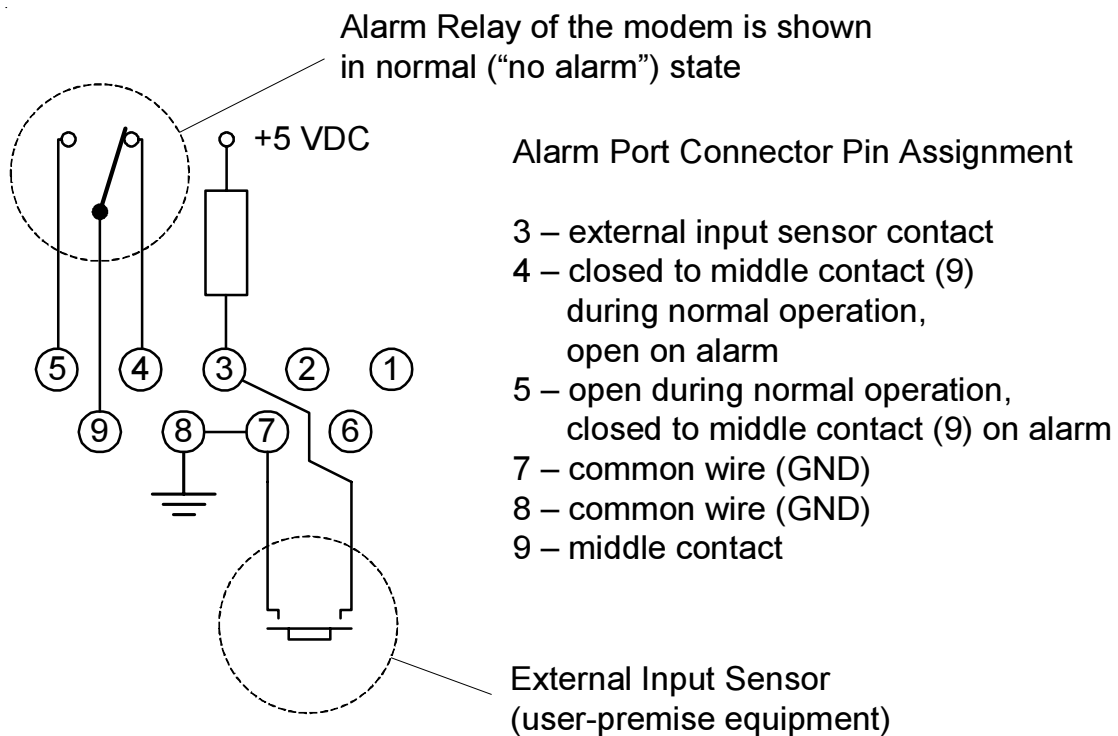 Alarm Relay of the modem is shown
in normal (“no alarm”) state
+5 VDC
Alarm Port Connector Pin Assignment
3 – external input sensor contact
4 – closed to middle contact (9)
during normal operation,
open on alarm
5 – open during normal operation,
closed to middle contact (9) on alarm
7 – common wire (GND)
8 – common wire (GND)
9 – middle contact
5 4 3 2 1
9 8 7 6
External Input Sensor
(user-premise equipment)